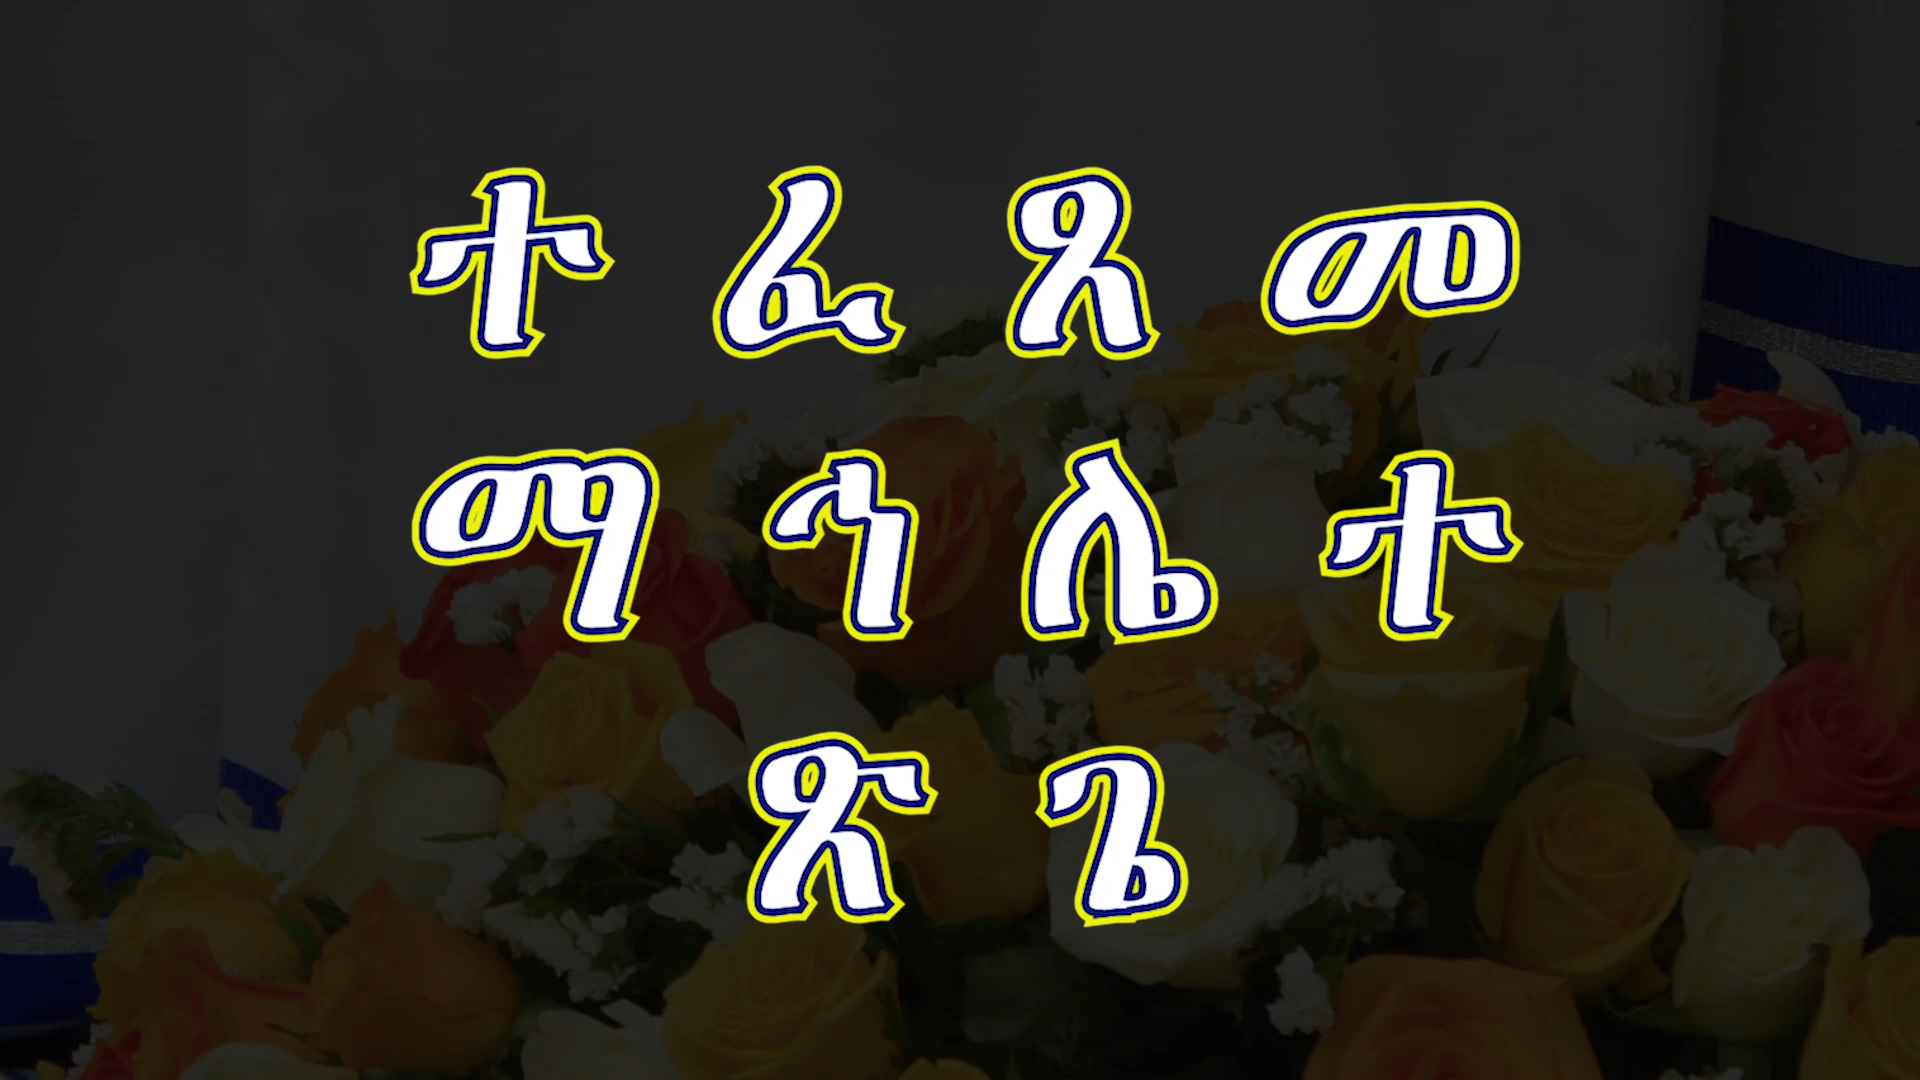 ተ ፈ ጸ መ
ማ ኅ ሌ ተ
ጽ ጌ